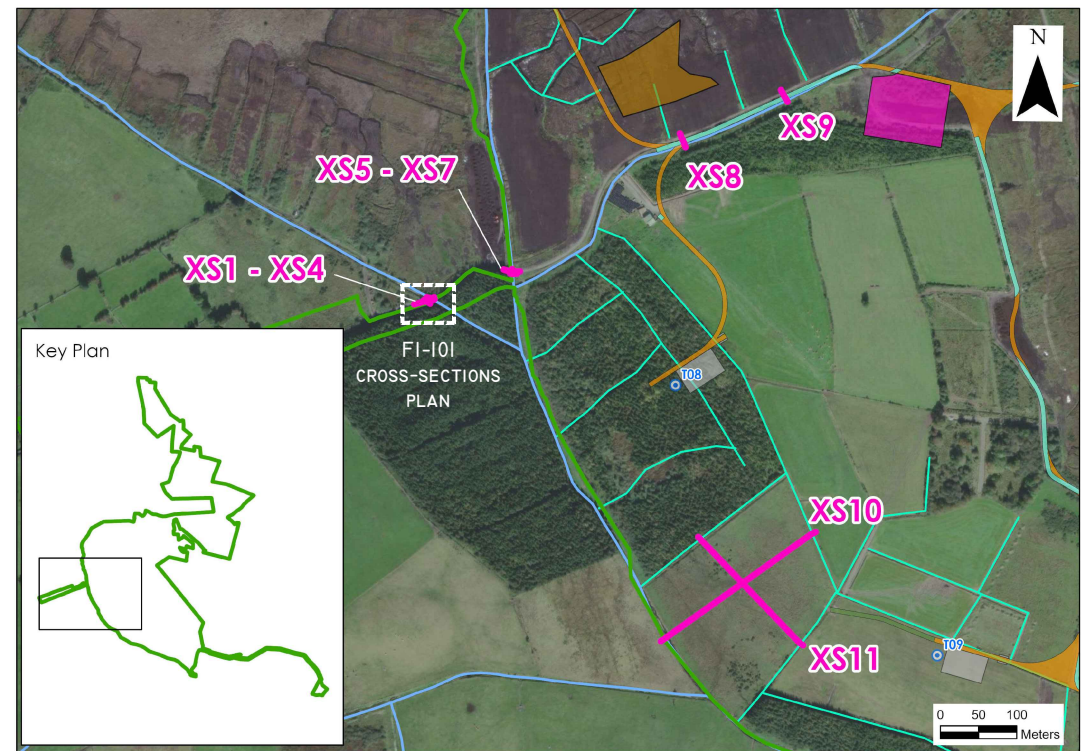 N
XS9
XS8
XS5 - XS7
XS1 - XS4
F1-101
CROSS-SECTIONS
PLAN
Key Plan
T08
XS10
XS11
T09
0 50 100
Meters